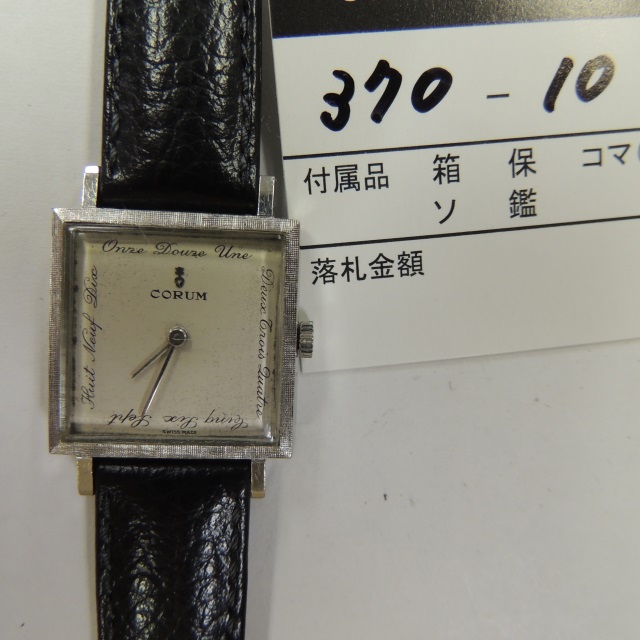 370 - 10
付属品 箱 保 コマ
ソ 鑑
落札金額
Onze Douze Une
CORUM
Deux Trois Quatre
Cinq Six Sept
Huit Neuf Dix
SWISS MADE